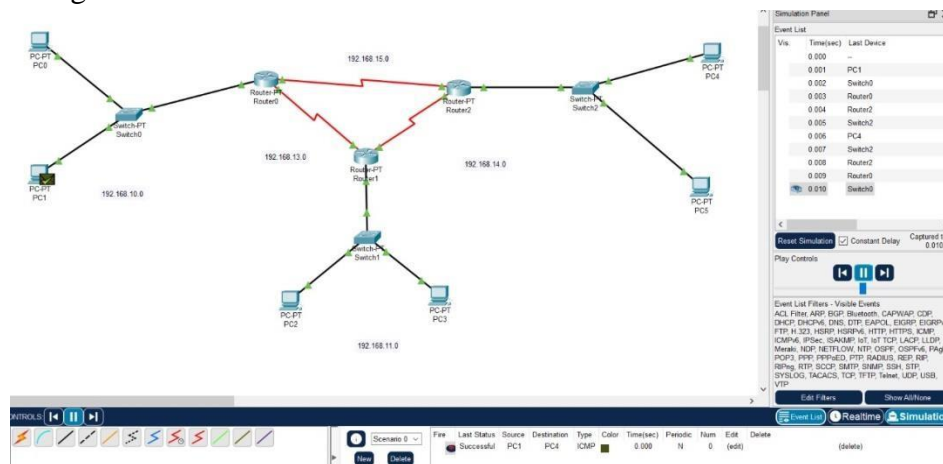 PC-PT
PC0
Switch-PT
Switch0
PC-PT
PC1
192.168.10.0
Router-PT
Router0
192.168.15.0
Router-PT
Router2
192.168.13.0
192.168.14.0
Router-PT
Router1
Switch-PT
Switch1
PC-PT
PC2
PC-PT
PC3
192.168.11.0
Switch-PT
Switch2
PC-PT
PC4
PC-PT
PC5
Simulation Panel
Event List
Vis. Time(sec) Last Device
0.000 --
0.001 PC1
0.002 Switch0
0.003 Router0
0.004 Router2
0.005 Switch2
0.006 PC4
0.007 Switch2
0.008 Router2
0.009 Router0
0.010 Switch0
Reset Simulation Constant Delay Captured t
0.010
Play Controls
Event List Filters - Visible Events
ACL Filter, ARP, BGP, Bluetooth, CAPWAP, CDP,
DHCP, DHCPv6, DNS, DTP, EAPOL, EIGRP, EIGRPv
FTP, H.323, HSRP, HSRPv6, HTTP, HTTPS, ICMP,
ICMPv6, IPSec, ISAKMP, IoT, IoT TCP, LACP, LLDP,
Meraki, NDP, NETFLOW, NTP, OSPF, OSPFv6, PAg
POP3, PPP, PPPoED, PTP, RADIUS, REP, RIP,
RIPng, RTP, SCCP, SMTP, SNMP, SSH, STP,
SYSLOG, TACACS, TCP, TFTP, Telnet, UDP, USB,
VTP
Edit Filters Show All/None
NTROLS: Event List Realtime Simulatio
Scenario 0
New Delete
Fire Last Status Source Destination Type Color Time(sec) Periodic Num Edit Delete
Successful PC1 PC4 ICMP 0.000 N 0 (edit) (delete)